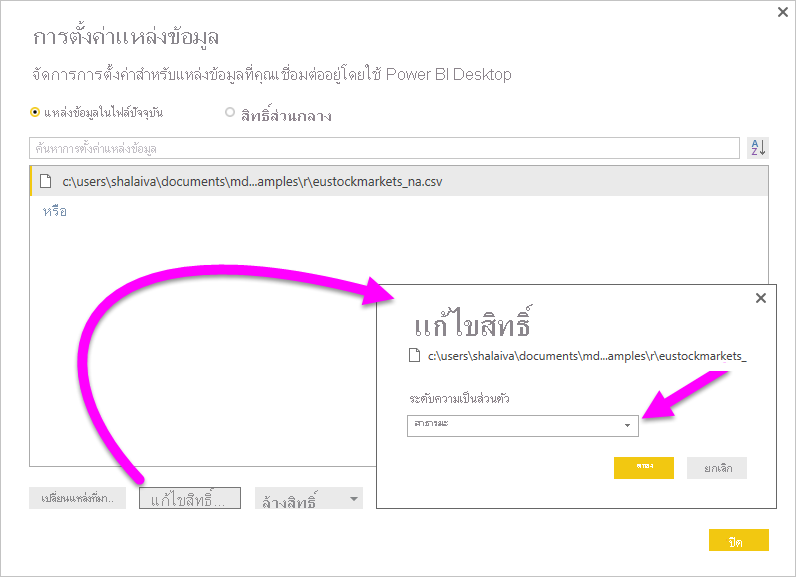 การตั้งค่าแหล่งข้อมูล
จัดการการตั้งค่าสำหรับแหล่งข้อมูลที่คุณเชื่อมต่ออยู่โดยใช้ Power BI Desktop
แหล่งข้อมูลในไฟล์ปัจจุบัน
สิทธิ์ส่วนกลาง
ค้นหาการตั้งค่าแหล่งข้อมูล
AZ
c:\users\shalaiva\documents\md...amples\r\eustockmarkets_na.csv
หรือ
แก้ไขสิทธิ์
c:\users\shalaiva\documents\md...amples\r\eustockmarkets_
ระดับความเป็นส่วนตัว
สาธารณะ
ยกเลิก
เปลี่ยนแหล่งที่มา..
แก้ไขสิทธิ์...
ล้างสิทธิ์
ปิด